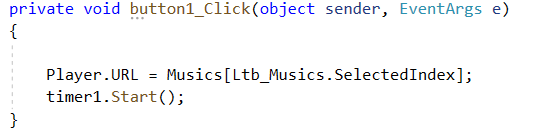 private void button1_Click(object sender, EventArgs e)
{
Player.URL = Musics[Ltb_Musics.SelectedIndex];
timer1.Start();
}